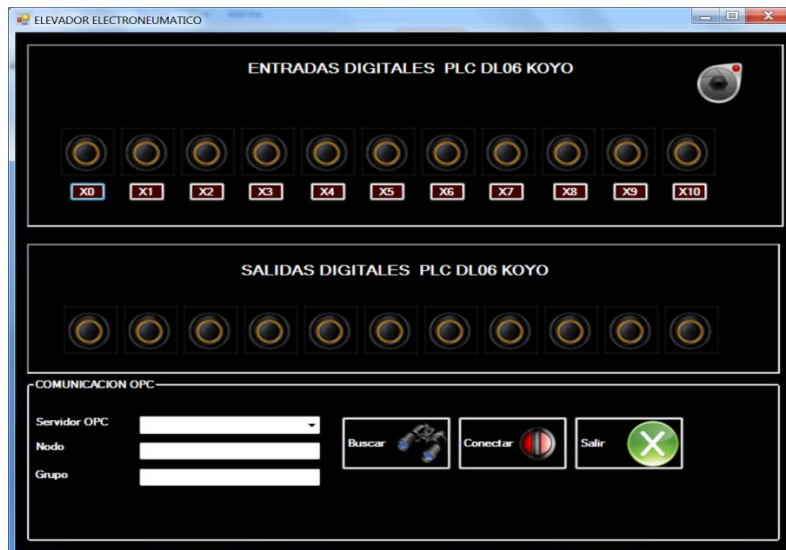 ELEVADOR ELECTRONEUMATICO
ENTRADAS DIGITALES PLC DL06 KOYO
X0 X1 X2 X3 X4 X5 X6 X7 X8 X9 X10
SALIDAS DIGITALES PLC DL06 KOYO
COMUNICACION OPC
Servidor OPC
Nodo
Grupo
Buscar Conectar Salir